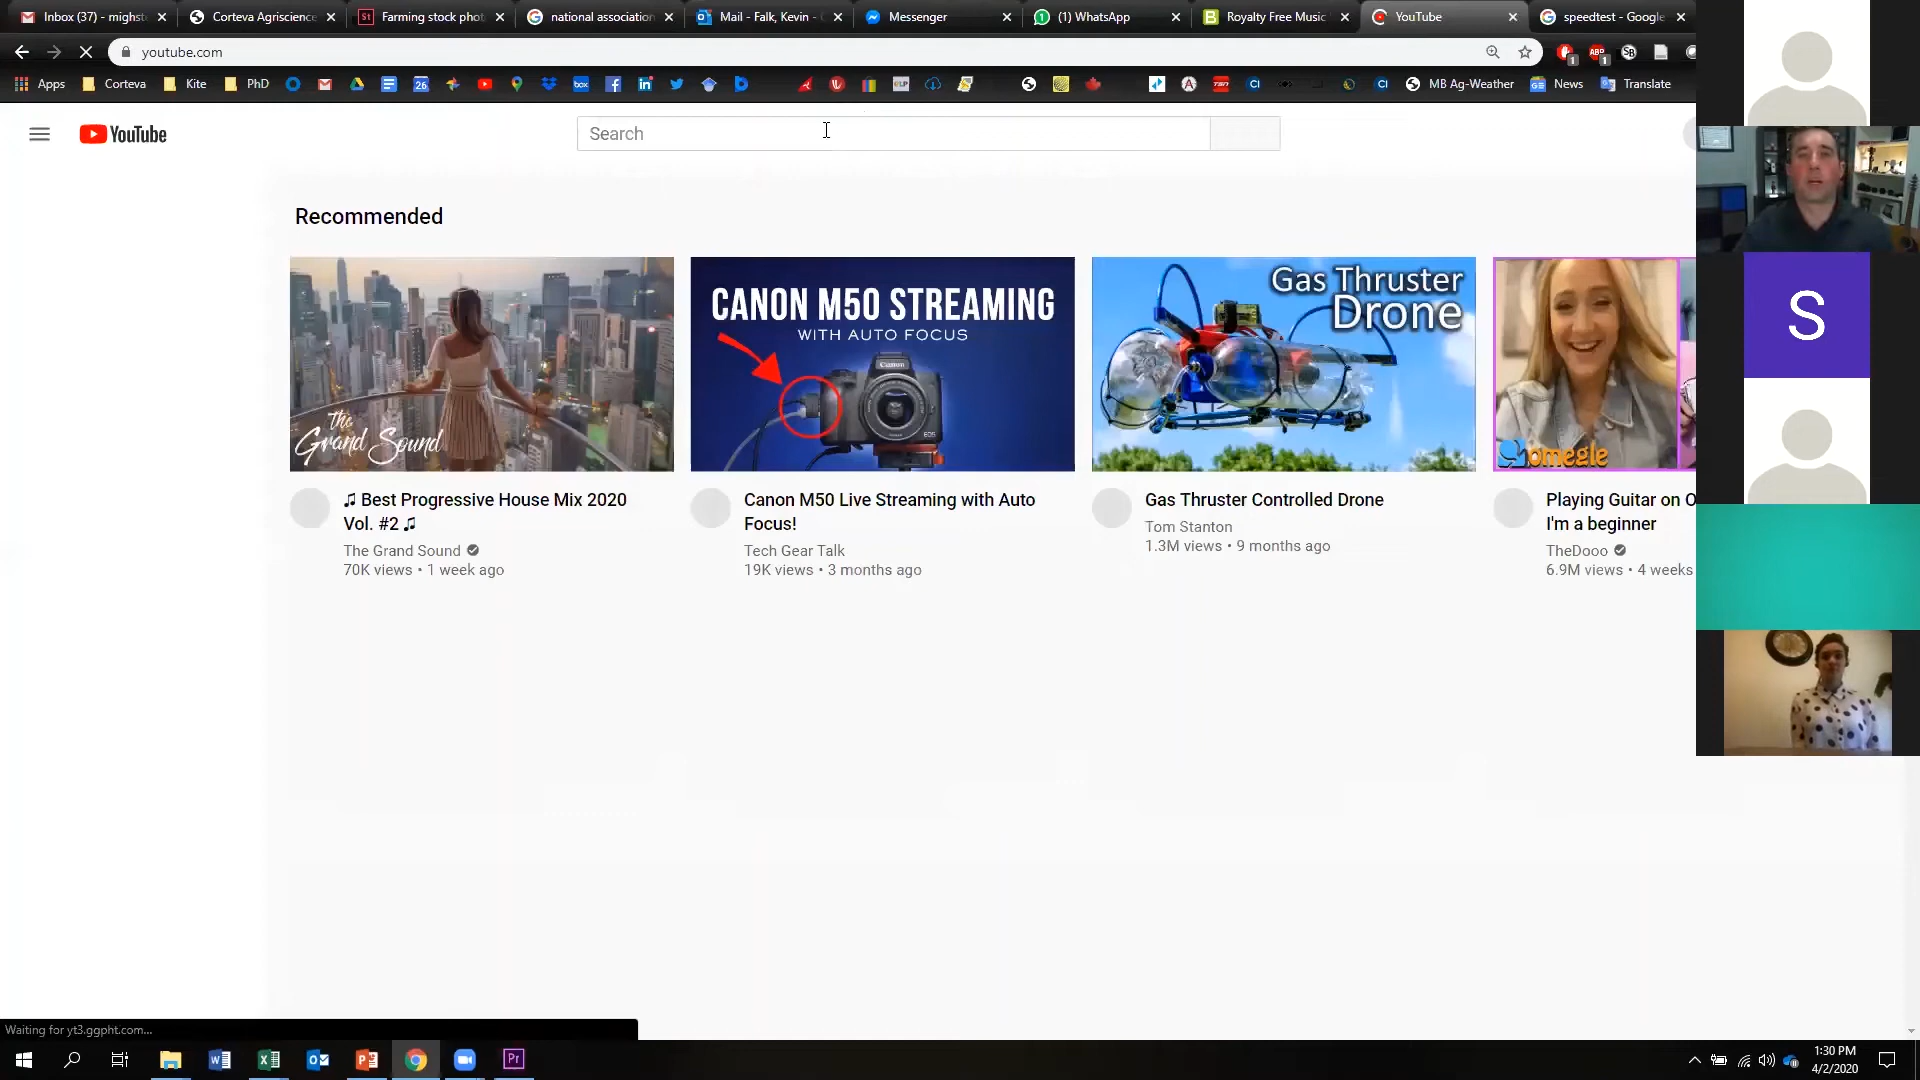 Inbox (37) - mighst
Corteva Agriscience
Farming stock phot
national association
Mail - Falk, Kevin -
Messenger
(1) WhatsApp
Royalty Free Music
YouTube
speedtest - Google
youtube.com
Apps
Corteva
Kite
PhD
MB Ag-Weather
News
Translate
YouTube
Search
Recommended
The
Grand Sound
CANON M50 STREAMING
WITH AUTO FOCUS
Canon
Gas Thruster
Drone
omegle
♫ Best Progressive House Mix 2020
Vol. #2 ♫
The Grand Sound
70K views • 1 week ago
Canon M50 Live Streaming with Auto
Focus!
Tech Gear Talk
19K views • 3 months ago
Gas Thruster Controlled Drone
Tom Stanton
1.3M views • 9 months ago
Playing Guitar on O
I'm a beginner
TheDooo
6.9M views • 4 weeks
S
Waiting for yt3.ggpht.com...
1:30 PM
4/2/2020